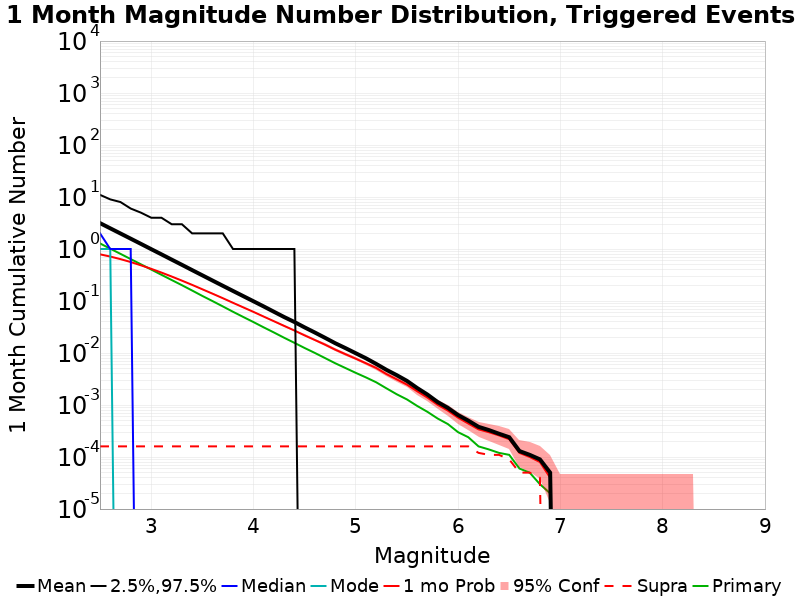 1 Month Magnitude Number Distribution, Triggered Events
1 Month Cumulative Number
10^4
10^3
10^2
10^1
10^0
10^-1
10^-2
10^-3
10^-4
10^-5
3 4 5 6 7 8 9
Magnitude
Mean 2.5%,97.5% Median Mode 1 mo Prob 95% Conf Supra Primary